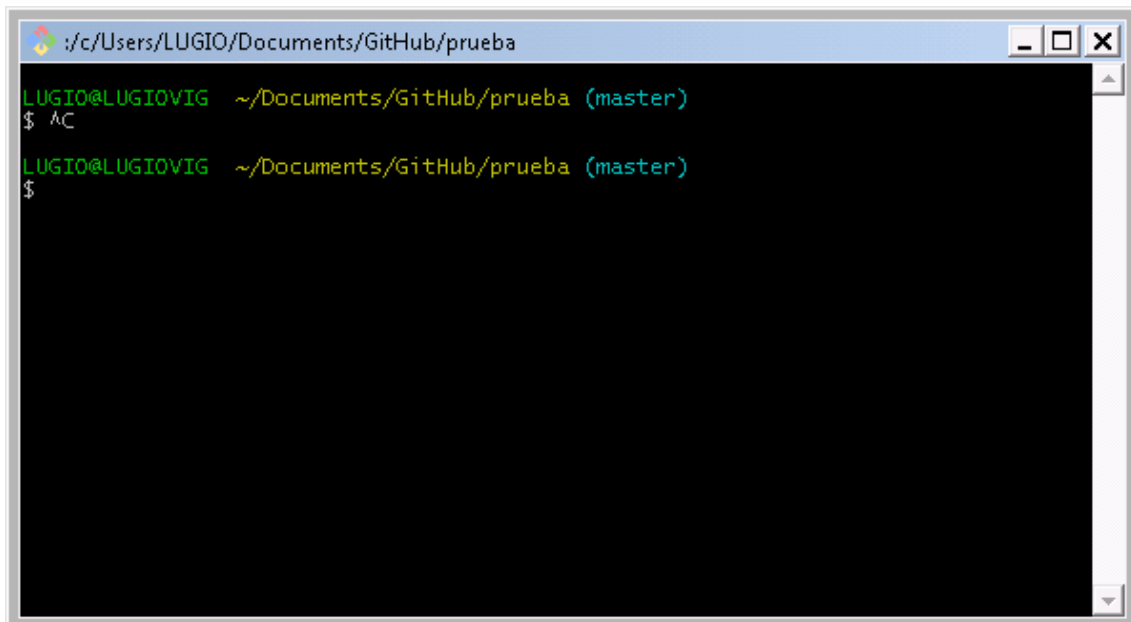 :/c/Users/LUGIO/Documents/GitHub/prueba
LUGIO@LUGIOVIG ~/Documents/GitHub/prueba (master)
$ ^C
LUGIO@LUGIOVIG ~/Documents/GitHub/prueba (master)
$